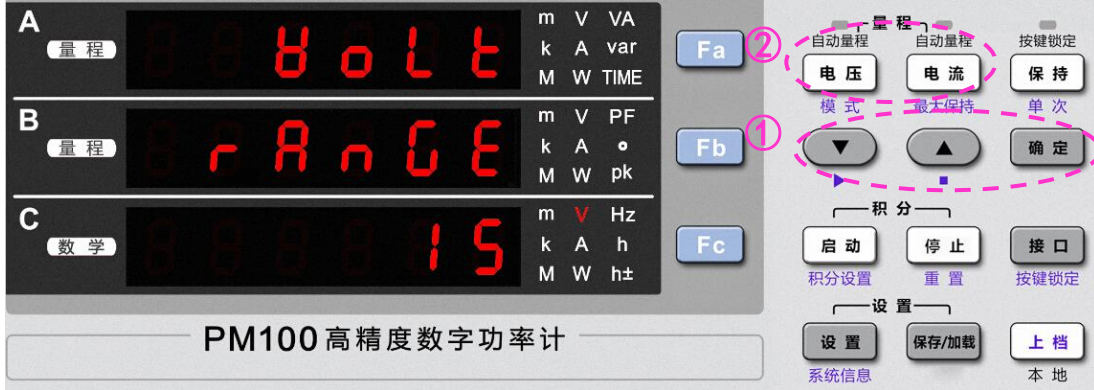 A
量 程
VoLt
m V VA
k A var
M W TIME
Fa
B
量 程
rAnGE
m V PF
k A °
M W pk
Fb
C
数 学
15
m V Hz
k A h
M W h±
Fc
PM100 高精度数字功率计
量 程
自动量程 自动量程 按键锁定
② 电 压 电 流 保 持
模 式 最大保持 单 次
① ▼ ▲ 确 定
▶ ■
积 分
启 动 停 止 接 口
积分设置 重 置 按键锁定
设 置
设 置 保存/加载 上 档
系统信息 本 地